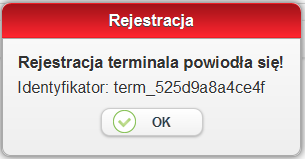 Rejestracja
Rejestracja terminala powiodła się!
Identyfikator: term_525d9a8a4ce4f
OK